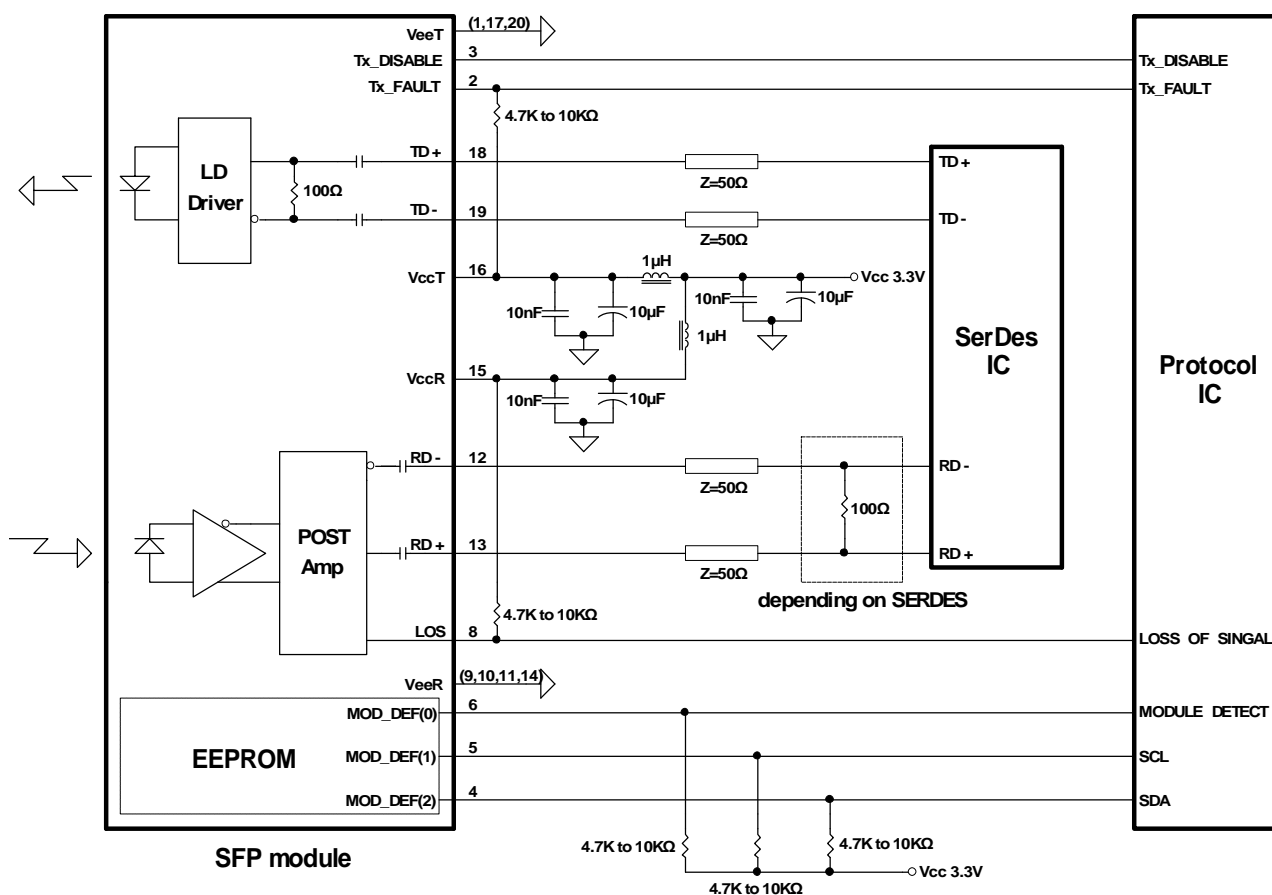 VeeT
(1,17,20)
Tx_DISABLE
3
Tx_DISABLE
Tx_FAULT
2
Tx_FAULT
4.7K to 10KΩ
LD
Driver
100Ω
TD+
18
Z=50Ω
TD+
TD-
19
Z=50Ω
TD-
VccT
16
1µH
Vcc 3.3V
10nF
10µF
10nF
10µF
1µH
SerDes
IC
Protocol
IC
VccR
15
10nF
10µF
RD-
12
Z=50Ω
RD-
100Ω
POST
Amp
RD+
13
Z=50Ω
RD+
depending on SERDES
4.7K to 10KΩ
LOS
8
LOSS OF SINGAL
VeeR
(9,10,11,14)
EEPROM
MOD_DEF(0)
6
MODULE DETECT
MOD_DEF(1)
5
SCL
MOD_DEF(2)
4
SDA
SFP module
4.7K to 10KΩ
4.7K to 10KΩ
Vcc 3.3V
4.7K to 10KΩ